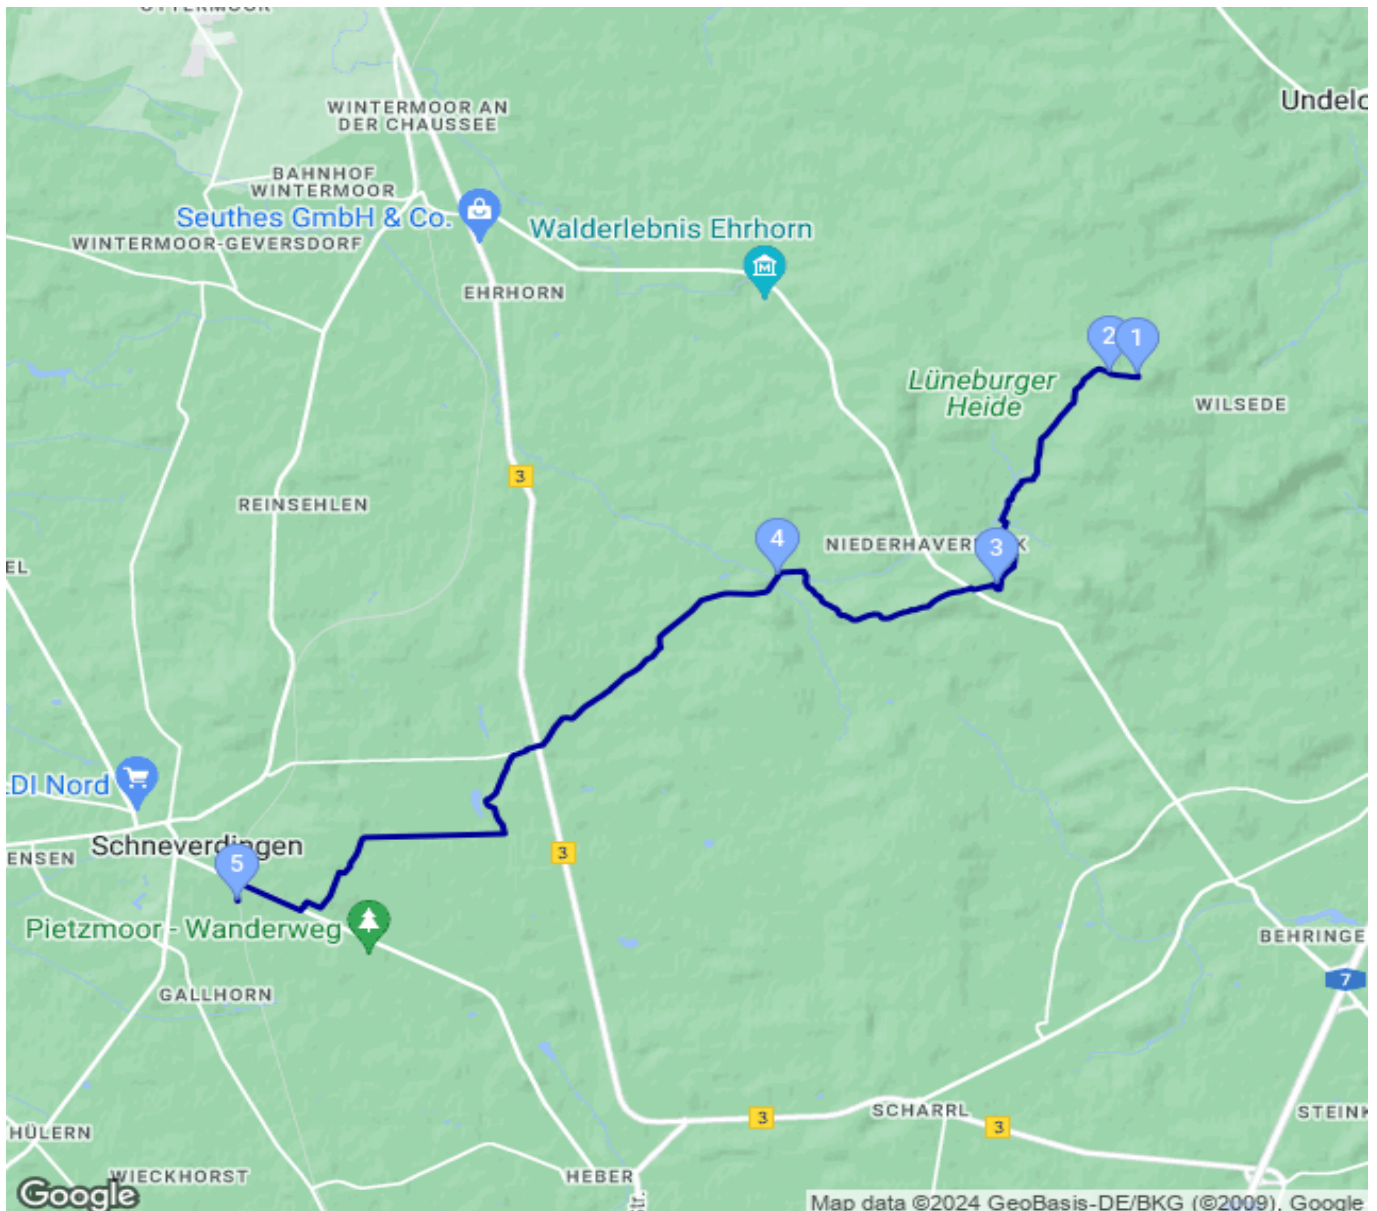 WINTERMOOR AN
DER CHAUSSEE
BAHNHOF
WINTERMOOR
Seuthes GmbH & Co.
WINTERMOOR-GEVERSDORF
Walderlebnis Ehrhorn
EHRHORN
Undelo
2
1
Lüneburger
Heide
WILSEDE
3
REINSEHLEN
4
3
EL
LDI Nord
Schneverdingen
ENSEN
5
3
Pietzmoor - Wanderweg
BEHRINGE
7
GALLHORN
SCHARRL
3
3
STEINK
HÜLERN
WIECKHORST
HEBER
str.
Google
Map data ©2024 GeoBasis-DE/BKG (©2009), Google